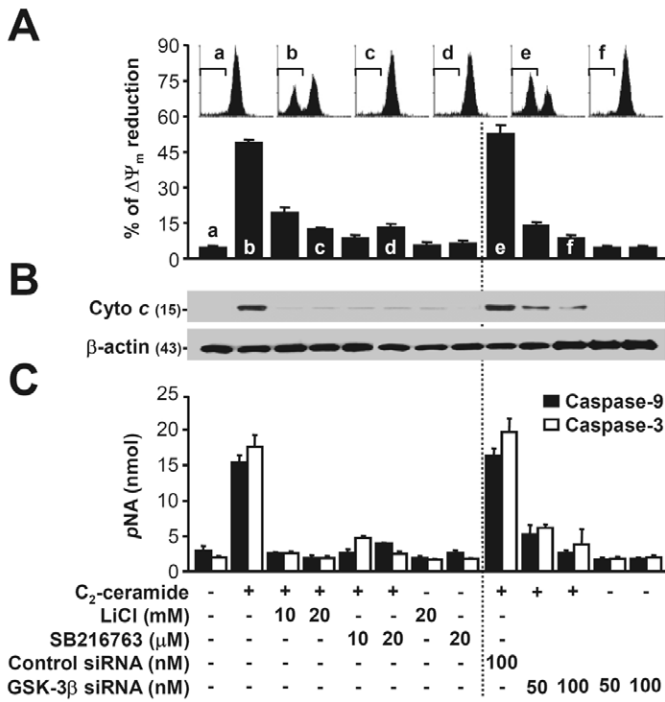 A
a b c d e f
% of ΔΨm reduction
90
75
60
45
30
15
0
a b c d e f
B
Cyto c (15)-
β-actin (43)-
C
pNA (nmol)
25
20
15
10
5
0
Caspase-9
Caspase-3
C2-ceramide - + + + + + - - + + + - -
LiCl (mM) - - 10 20 - - 20 - - - - - -
SB216763 (μM) - - - - 10 20 - 20 - - - - -
Control siRNA (nM) - - - - - - - - 100 - - - -
GSK-3β siRNA (nM) - - - - - - - - - 50 100 50 100